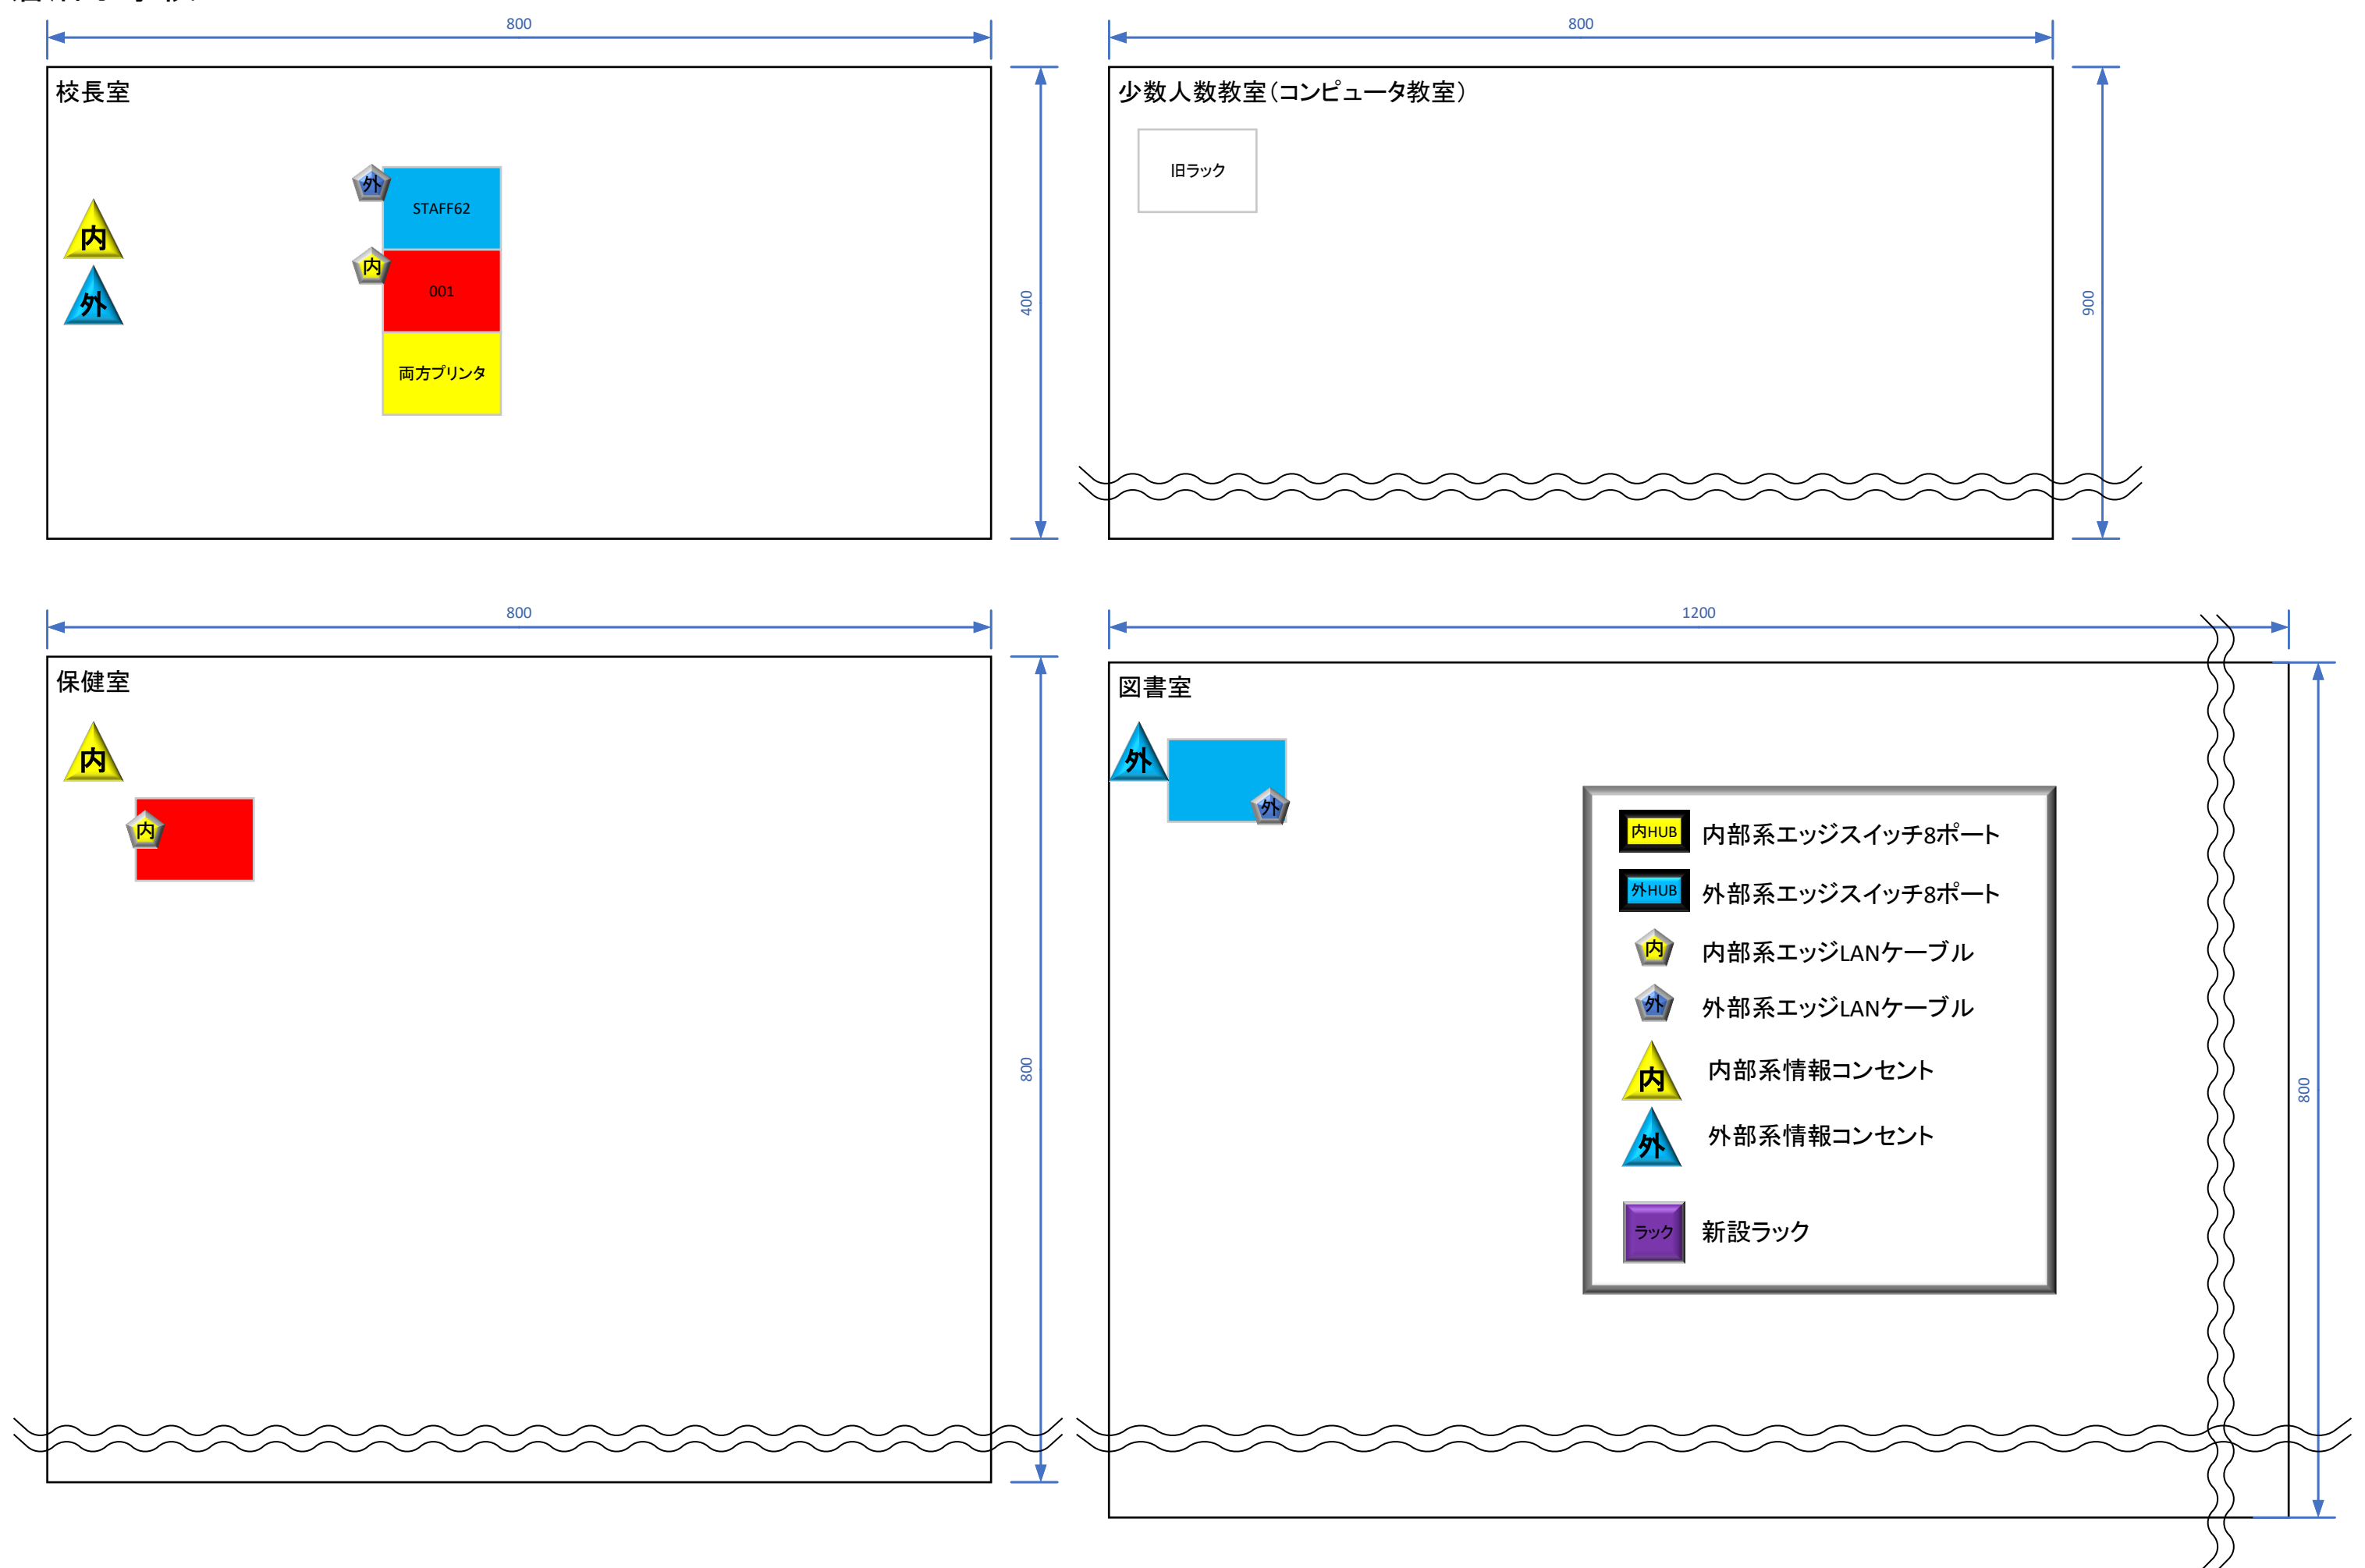 800
800
校長室
少数人数教室(コンピュータ教室)
旧ラック
外
STAFF62
内
内
001
外
400
900
両方プリンタ
800
1200
保健室
図書室
内
外
外
内
内HUB 内部系エッジスイッチ8ポート
外HUB 外部系エッジスイッチ8ポート
内 内部系エッジLANケーブル
外 外部系エッジLANケーブル
内 内部系情報コンセント
外 外部系情報コンセント
ラック 新設ラック
800
800